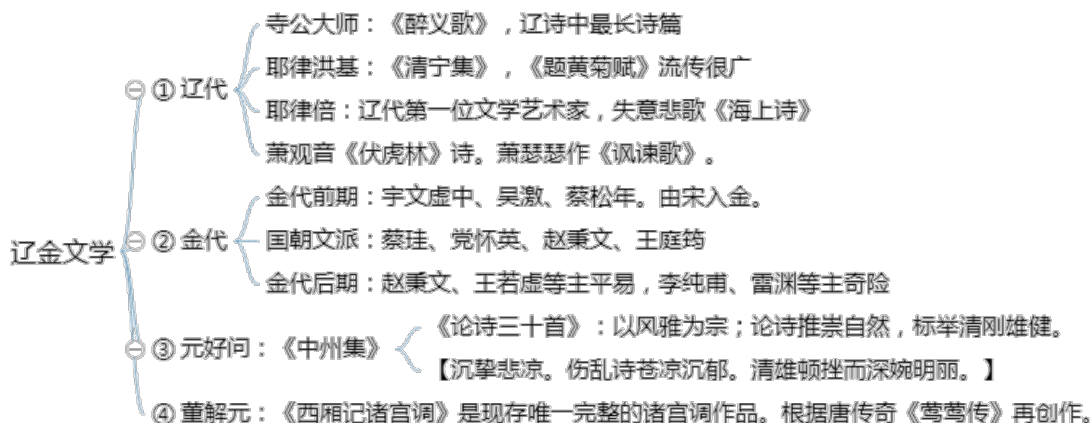 辽金文学
① 辽代
寺公大师：《醉义歌》，辽诗中最长诗篇
耶律洪基：《清宁集》，《题黄菊赋》流传很广
耶律倍：辽代第一位文学艺术家，失意悲歌《海上诗》
萧观音《伏虎林》诗。萧瑟瑟作《讽谏歌》。
② 金代
金代前期：宇文虚中、吴激、蔡松年。由宋入金。
国朝文派：蔡珪、党怀英、赵秉文、王庭筠
金代后期：赵秉文、王若虚等主平易，李纯甫、雷渊等主奇险
③ 元好问：《中州集》
《论诗三十首》：以风雅为宗；论诗推崇自然，标举清刚雄健。
【沉挚悲凉。伤乱诗苍凉沉郁。清雄顿挫而深婉明丽。】
④ 董解元：《西厢记诸宫调》是现存唯一完整的诸宫调作品。根据唐传奇《莺莺传》再创作。